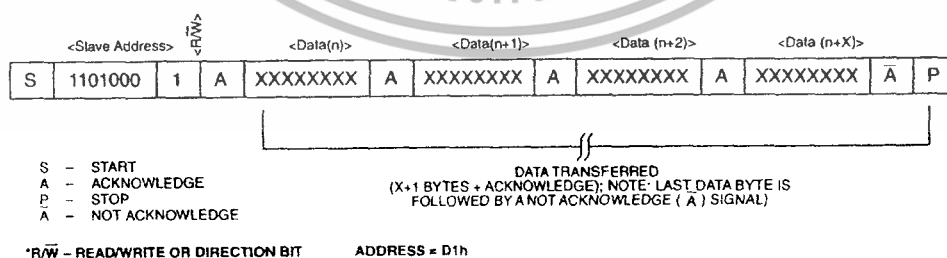 <Slave Address> <R/W̅> <Data(n)> <Data(n+1)> <Data (n+2)> <Data (n+X)>
S 1101000 1 A XXXXXXXX A XXXXXXXX A XXXXXXXX A XXXXXXXX A̅ P
S – START
A – ACKNOWLEDGE
P – STOP
A̅ – NOT ACKNOWLEDGE
DATA TRANSFERRED
(X+1 BYTES + ACKNOWLEDGE); NOTE: LAST DATA BYTE IS
FOLLOWED BY A NOT ACKNOWLEDGE ( A̅ ) SIGNAL)
*R/W̅ – READ/WRITE OR DIRECTION BIT ADDRESS = D1h